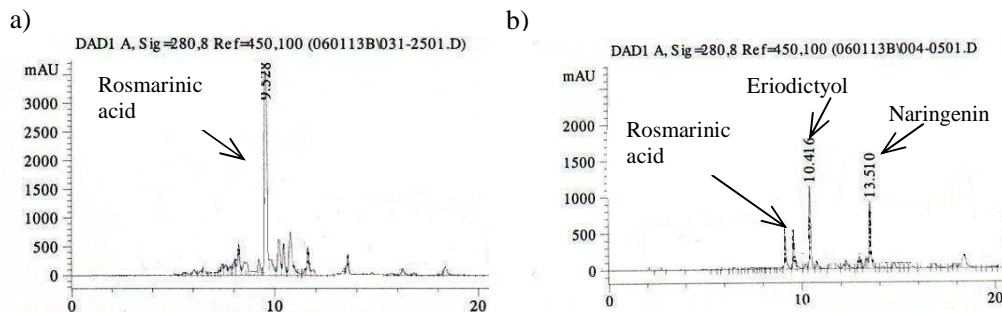 a)
DAD1 A, Sig=280,8 Ref=450,100 (060113B\031-2501.D)
mAU
Rosmarinic
acid
9.528
3000
2500
2000
1500
1000
500
0
0
10
20
b)
DAD1 A, Sig=280,8 Ref=450,100 (060113B\004-0501.D
mAU
Eriodictyol
Rosmarinic
acid
Naringenin
10.416
13.510
2000
1500
1000
500
0
0
10
20